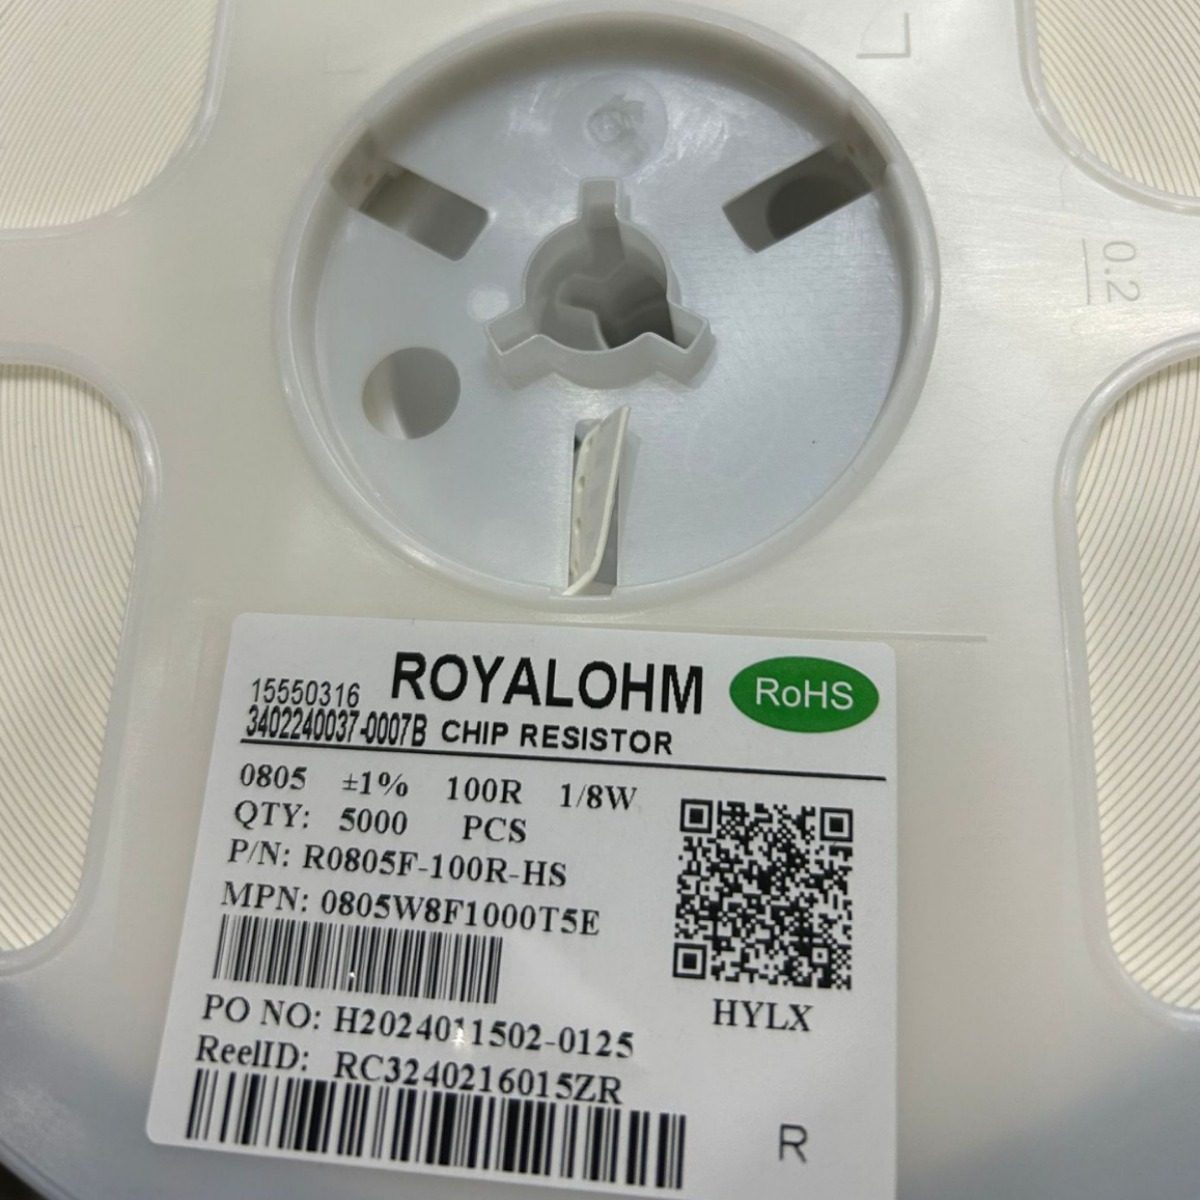 0.2
ROYALOHM
RoHS
15550316
3402240037-0007B CHIP RESISTOR
0805 ±1% 100R 1/8W
QTY: 5000 PCS
P/N: R0805F-100R-HS
MPN: 0805W8F1000T5E
HYLX
PO NO: H2024011502-0125
ReelID: RC3240216015ZR
R